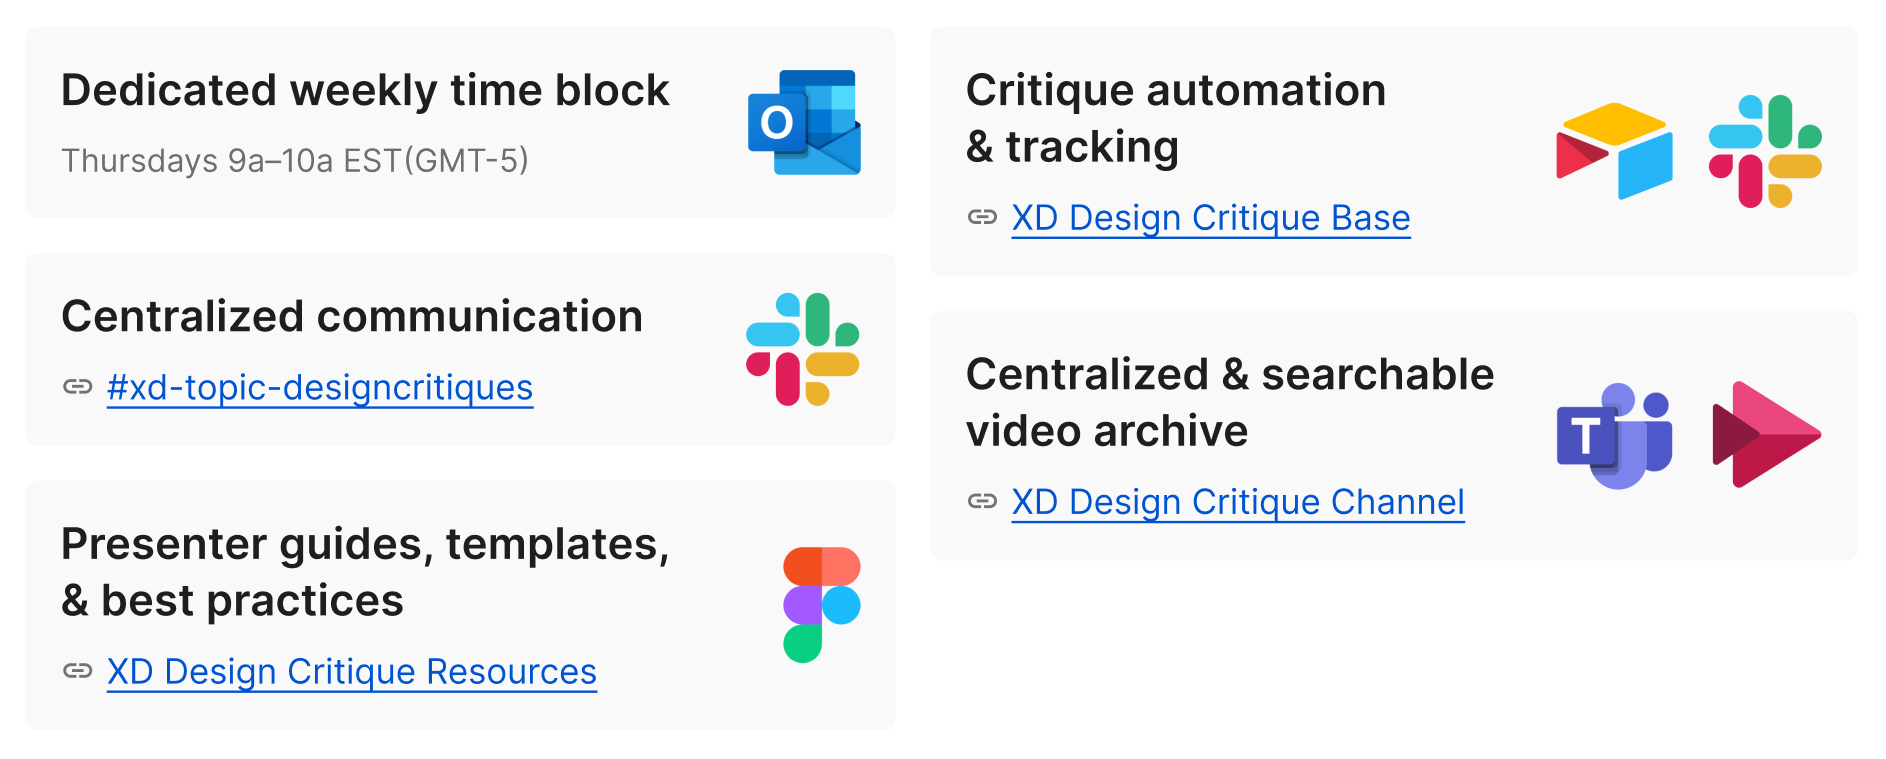 Dedicated weekly time block
Thursdays 9a–10a EST(GMT-5)
O
Centralized communication
#xd-topic-designcritiques
Presenter guides, templates,
& best practices
XD Design Critique Resources
Critique automation
& tracking
XD Design Critique Base
Centralized & searchable
video archive
T
XD Design Critique Channel